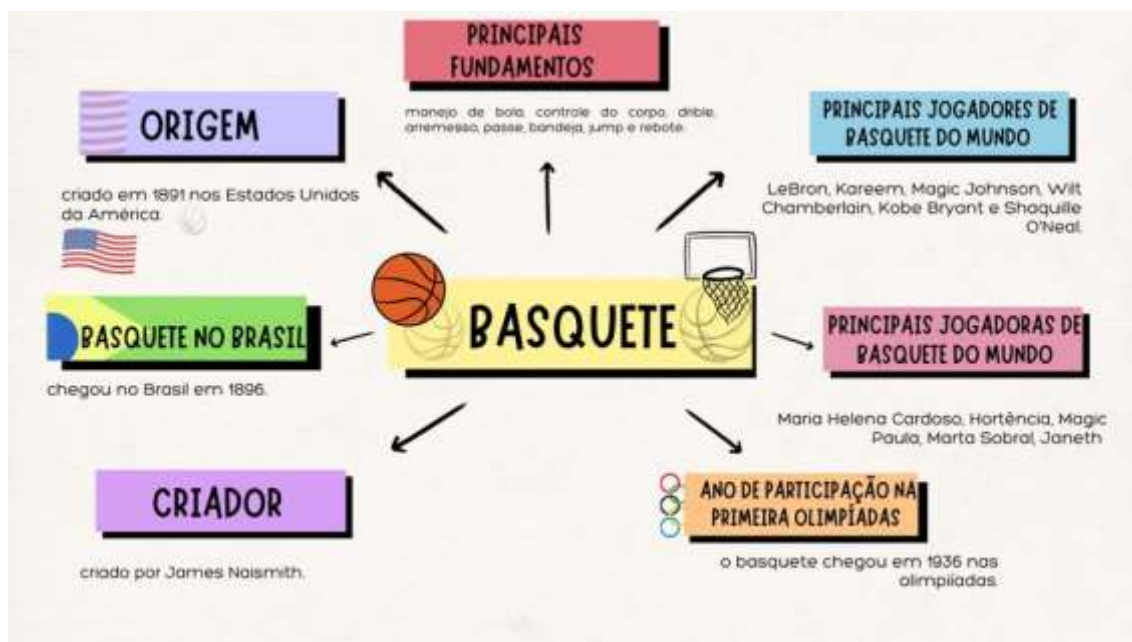 PRINCIPAIS
FUNDAMENTOS
manejo de bola, controle do corpo, drible,
arremesso, passe, bandeja, jump e rebote.
ORIGEM
criado em 1891 nos Estados Unidos
da América.
PRINCIPAIS JOGADORES DE
BASQUETE DO MUNDO
LeBron, Kareem, Magic Johnson, Wilt
Chamberlain, Kobe Bryant e Shaquille
O'Neal.
BASQUETE
BASQUETE NO BRASIL
chegou no Brasil em 1896.
PRINCIPAIS JOGADORAS DE
BASQUETE DO MUNDO
Maria Helena Cardoso, Hortência, Magic
Paula, Marta Sobral, Janeth
CRIADOR
criado por James Naismith.
ANO DE PARTICIPAÇÃO NA
PRIMEIRA OLIMPÍADAS
o basquete chegou em 1936 nas
olimpiiadas.